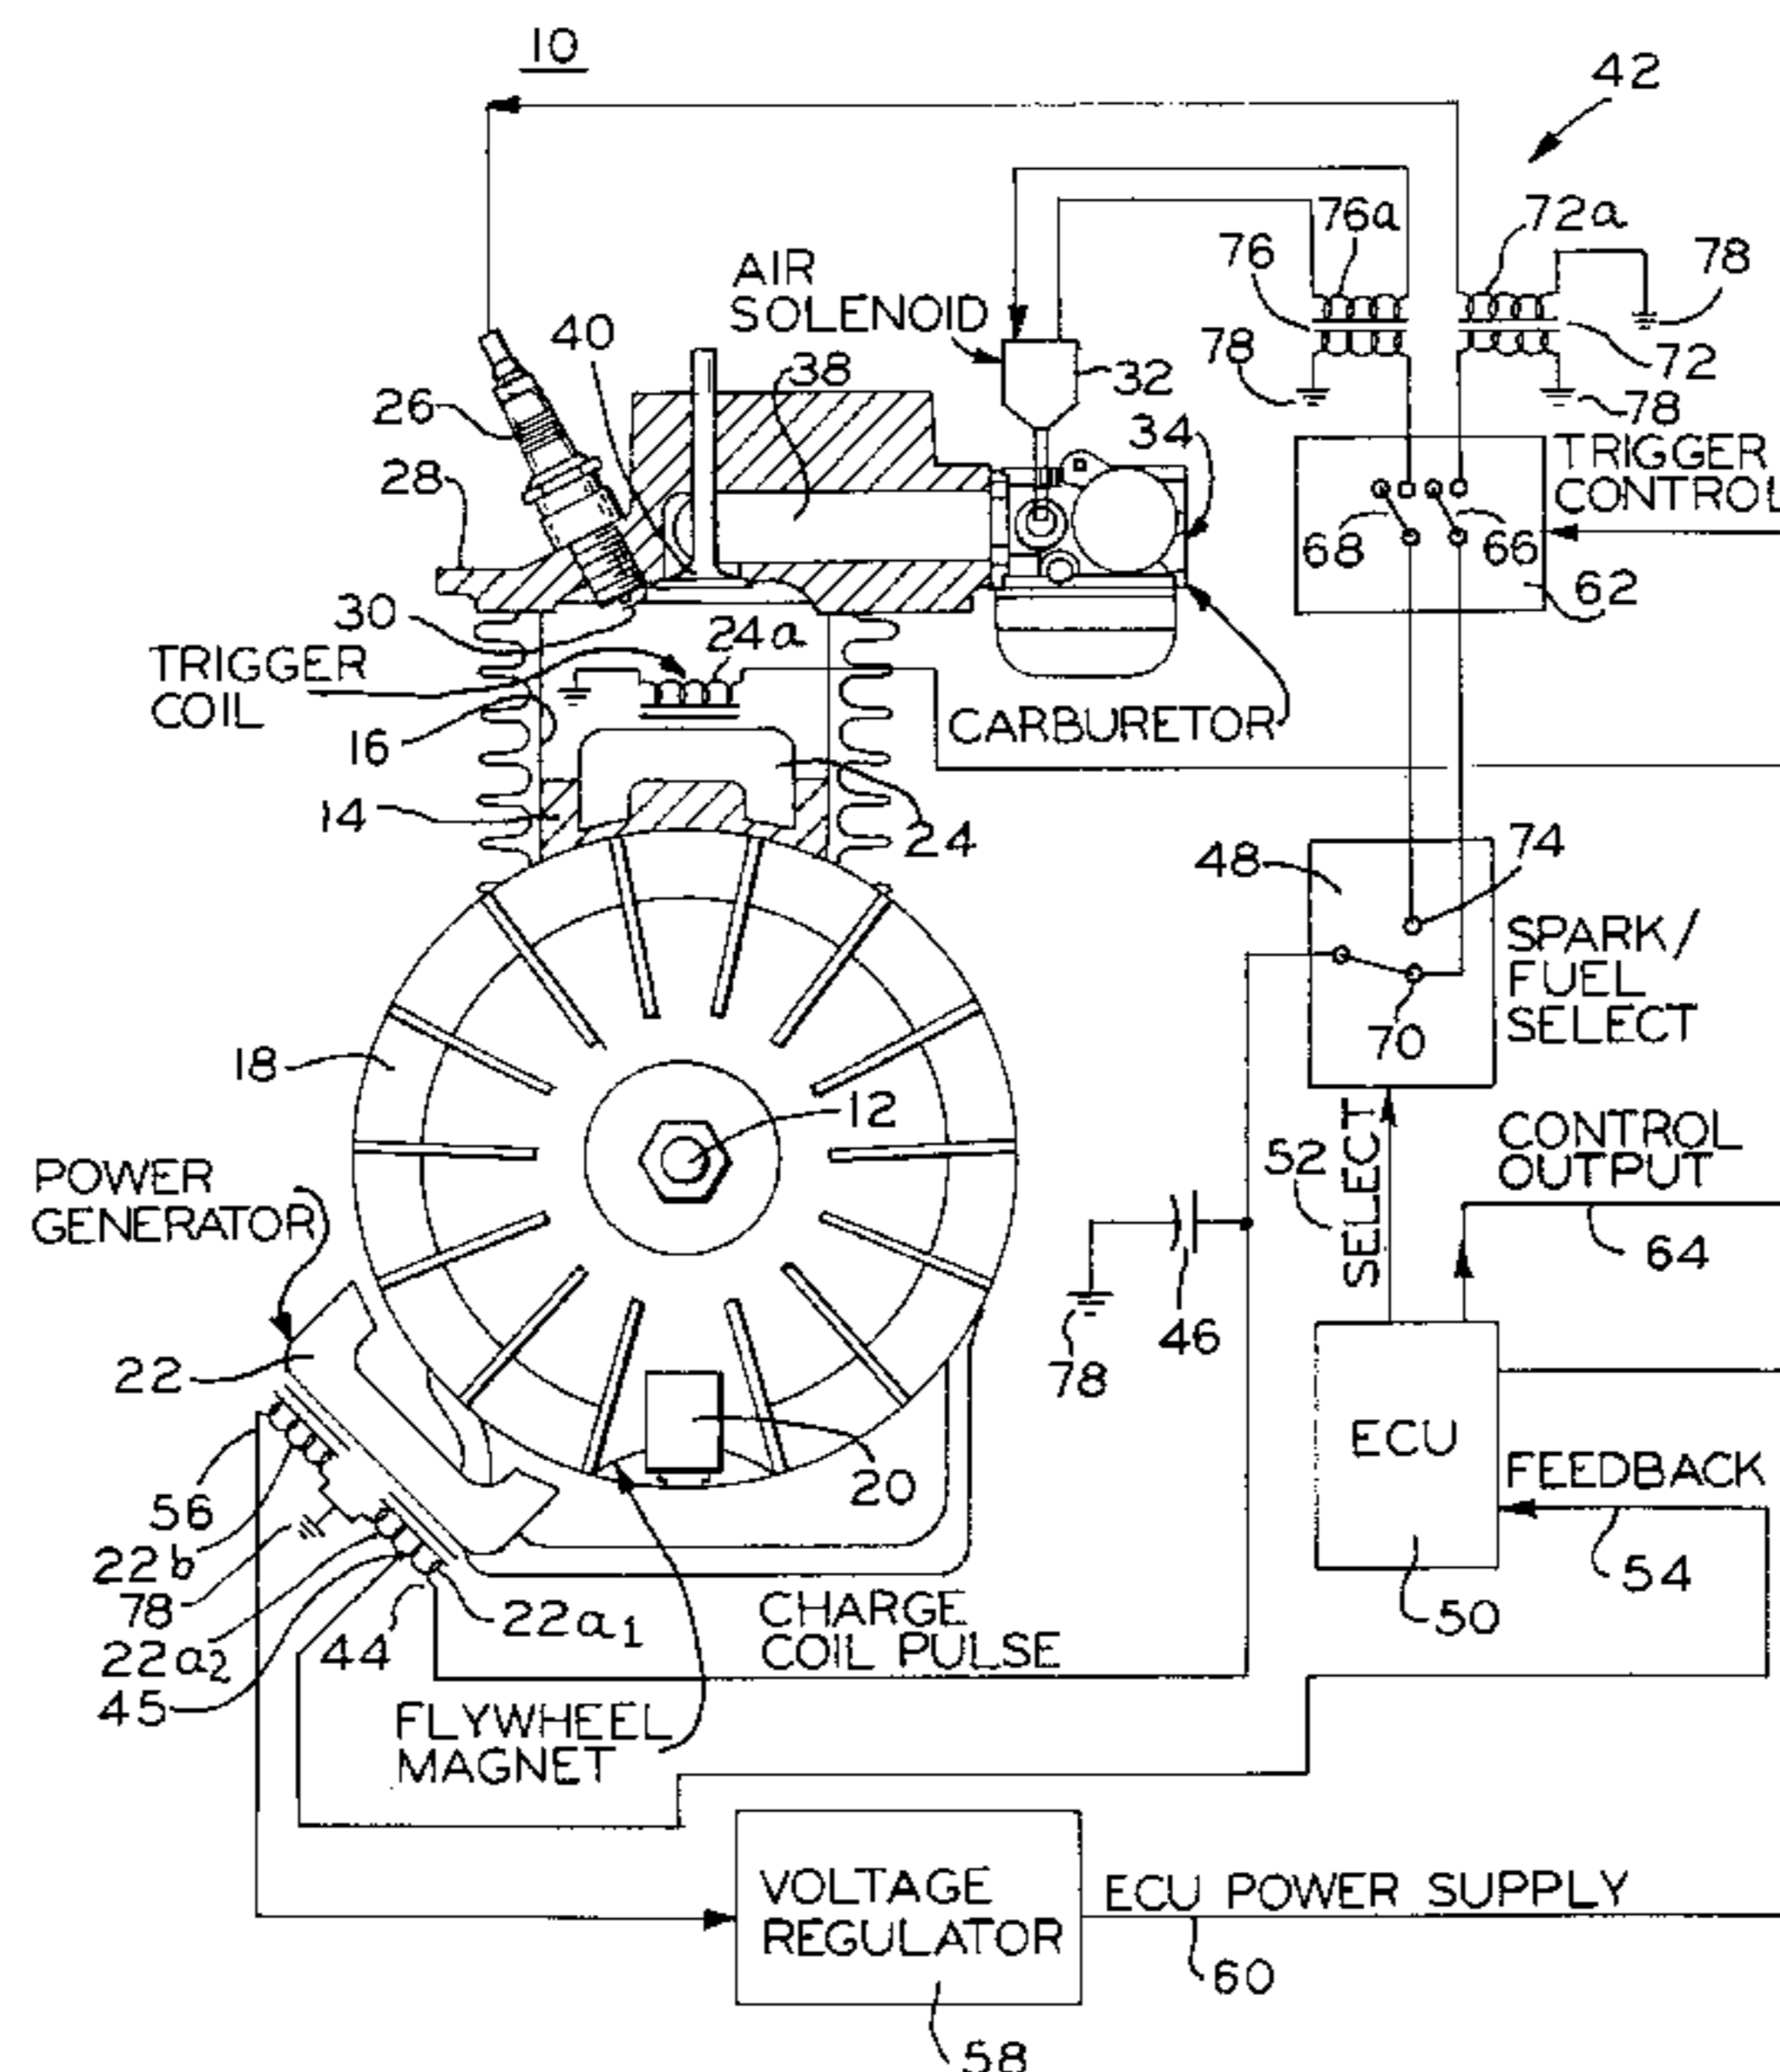 10
42
76a
72a
76
78
AIR
SOLENOID
40
38
78
32
72
78
26
34
TRIGGER
CONTROL
28
68
66
62
30
24a
TRIGGER
COIL
16
CARBURETOR
14
24
48
74
SPARK/
FUEL
SELECT
70
18
12
SELECT
52
CONTROL
OUTPUT
64
POWER
GENERATOR
46
78
22
ECU
20
FEEDBACK
56
22b
78
22a2
45
44
22a1
CHARGE
COIL PULSE
50
54
FLYWHEEL
MAGNET
VOLTAGE
REGULATOR
ECU POWER SUPPLY
60
58